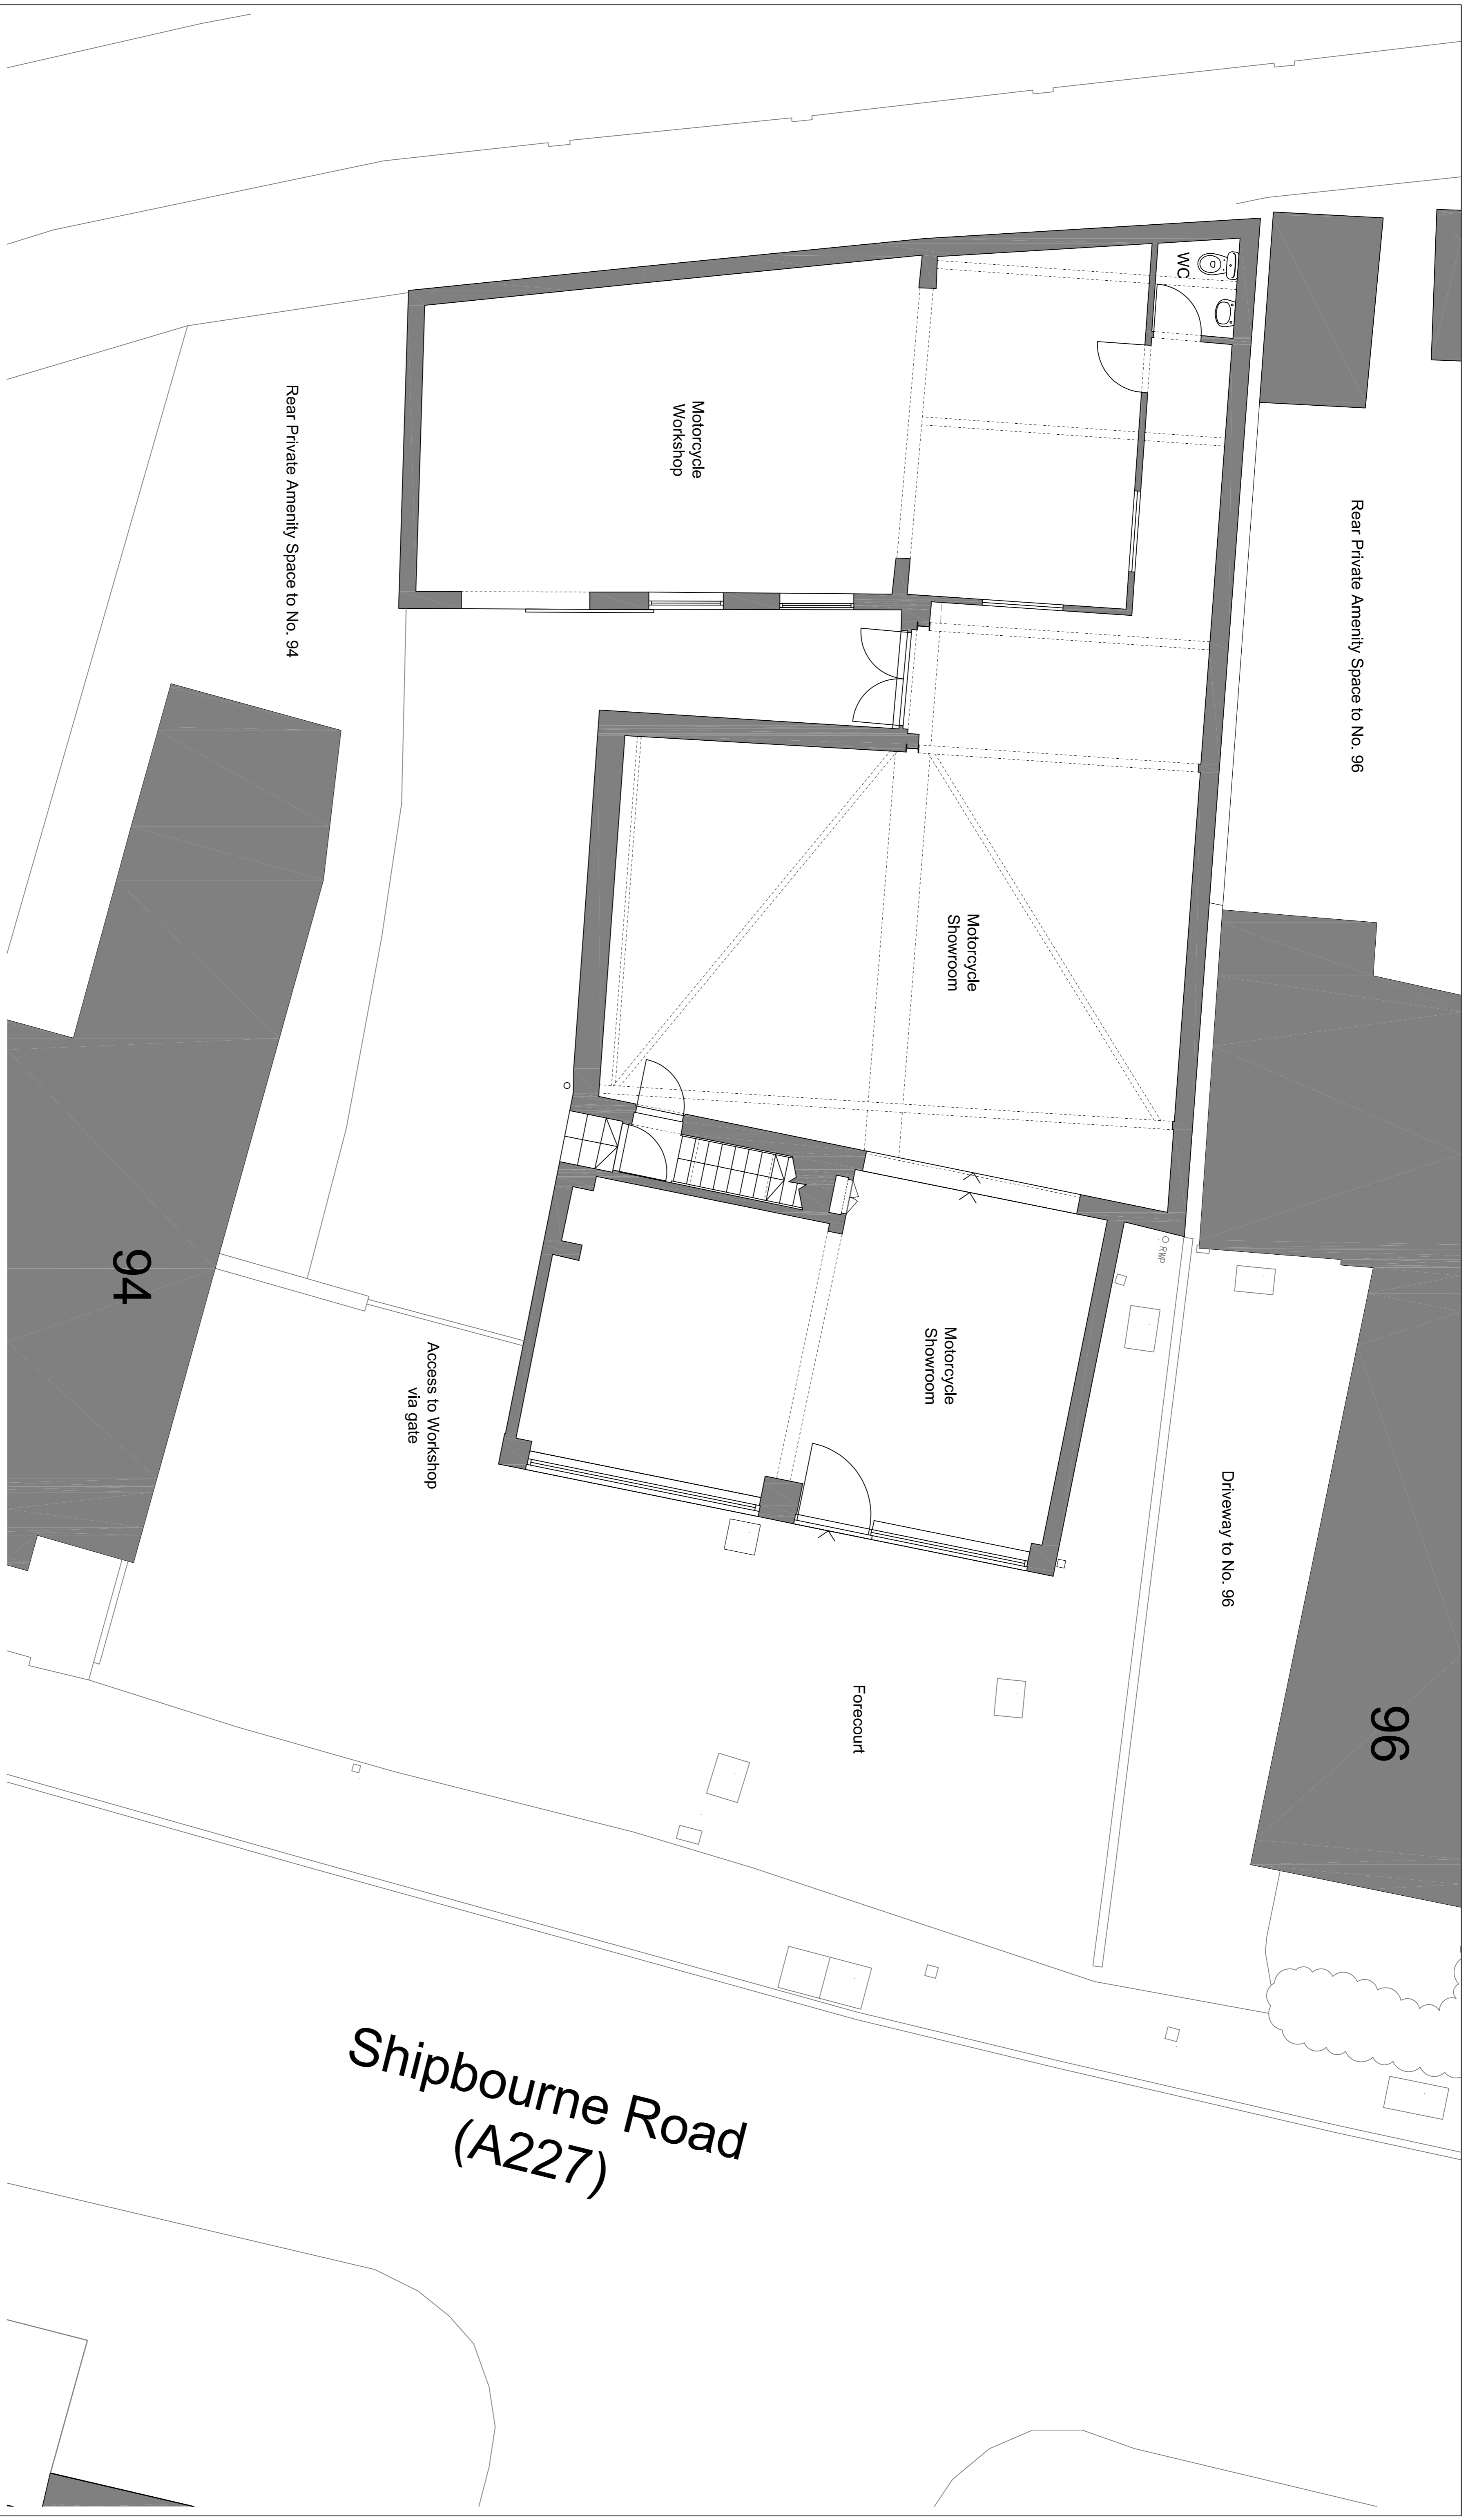 WC
Rear Private Amenity Space to No. 96
Motorcycle
Workshop
Rear Private Amenity Space to No. 94
Motorcycle
Showroom
96
Driveway to No. 96
RWP
Motorcycle
Showroom
Forecourt
Access to Workshop
via gate
94
Shipbourne Road
(A227)